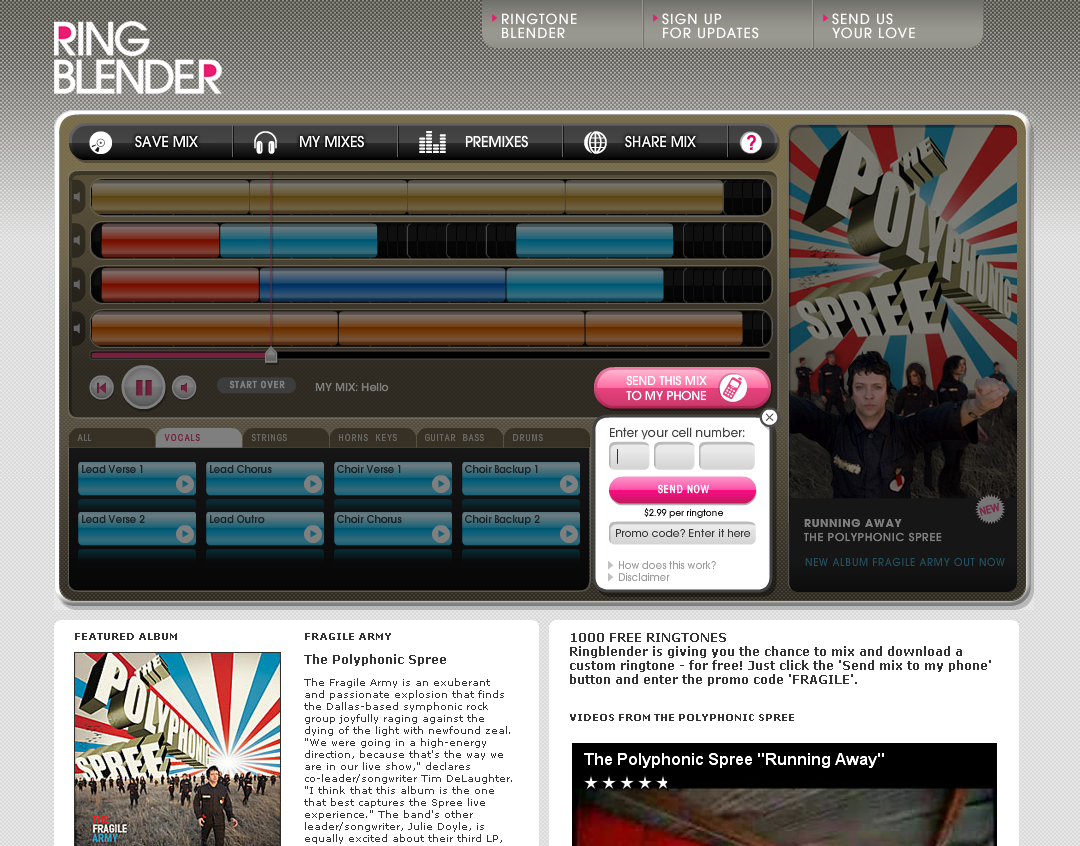 RING
BLENDER
RINGTONE
BLENDER
SIGN UP
FOR UPDATES
SEND US
YOUR LOVE
SAVE MIX
MY MIXES
PREMIXES
SHARE MIX
?
START OVER
MY MIX: Hello
SEND THIS MIX
TO MY PHONE
ALL
VOCALS
STRINGS
HORNS KEYS
GUITAR BASS
DRUMS
Lead Verse 1
Lead Chorus
Choir Verse 1
Choir Backup 1
Lead Verse 2
Lead Outro
Choir Chorus
Choir Backup 2
Enter your cell number:
SEND NOW
$2.99 per ringtone
Promo code? Enter it here
How does this work?
Disclaimer
THE
POLYPHONIC
SPREE
NEW
RUNNING AWAY
THE POLYPHONIC SPREE
NEW ALBUM FRAGILE ARMY OUT NOW
FEATURED ALBUM
THE
POLYPHONIC
SPREE
THE
FRAGILE
ARMY
FRAGILE ARMY
The Polyphonic Spree
The Fragile Army is an exuberant
and passionate explosion that finds
the Dallas-based symphonic rock
group joyfully raging against the
dying of the light with newfound zeal.
"We were going in a high-energy
direction, because that's the way we
are in our live show," declares
co-leader/songwriter Tim DeLaughter.
"I think that this album is the one
that best captures the Spree live
experience." The band's other
leader/songwriter, Julie Doyle, is
equally excited about their third LP,
1000 FREE RINGTONES
Ringblender is giving you the chance to mix and download a
custom ringtone - for free! Just click the 'Send mix to my phone'
button and enter the promo code 'FRAGILE'.
VIDEOS FROM THE POLYPHONIC SPREE
The Polyphonic Spree "Running Away"